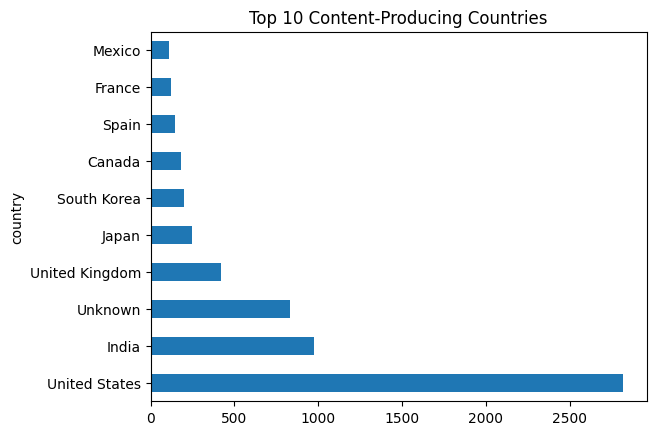 Top 10 Content-Producing Countries
Mexico
France
Spain
Canada
South Korea
Japan
United Kingdom
Unknown
India
United States
country
0 500 1000 1500 2000 2500